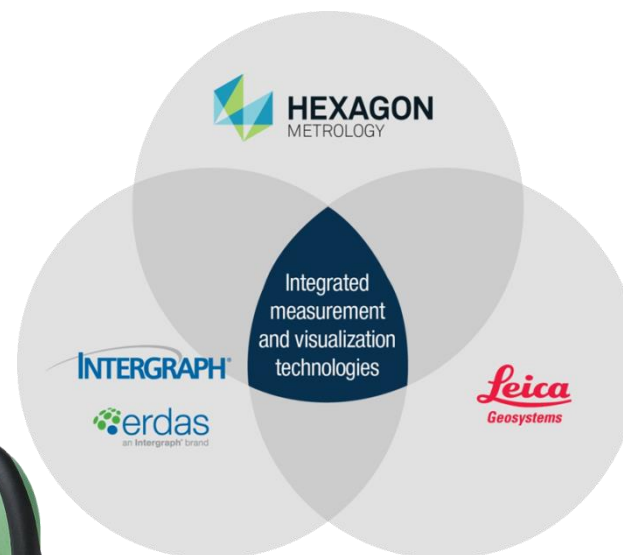 HEXAGON
METROLOGY
Integrated
measurement
and visualization
technologies
INTERGRAPH®
erdas
an Intergraph® brand
Leica
Geosystems